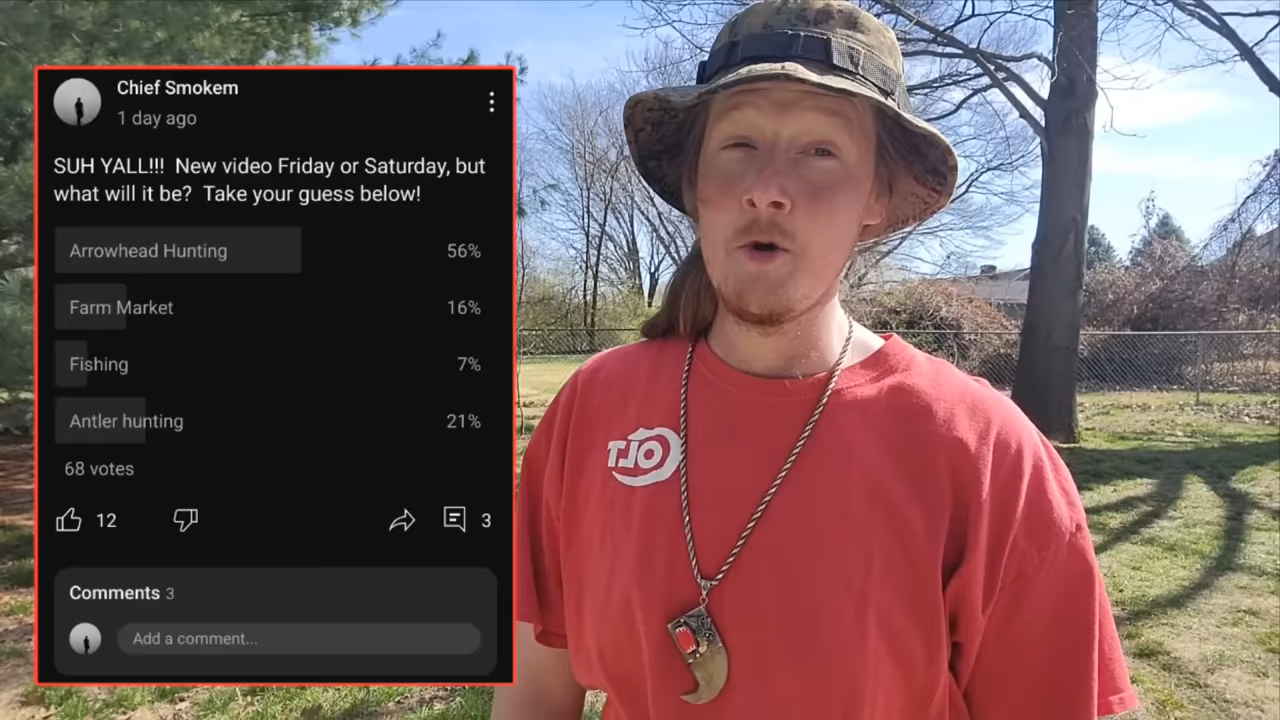 Chief Smokem
1 day ago
SUH YALL!!! New video Friday or Saturday, but
what will it be? Take your guess below!
Arrowhead Hunting 56%
Farm Market 16%
Fishing 7%
Antler hunting 21%
68 votes
12
3
Comments 3
Add a comment...
OLT